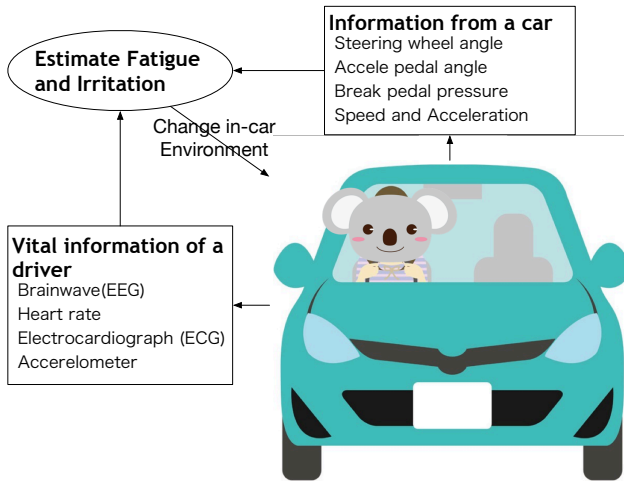 Estimate Fatigue
and Irritation
Information from a car
Steering wheel angle
Accele pedal angle
Break pedal pressure
Speed and Acceleration
Change in-car
Environment
Vital information of a
driver
Brainwave(EEG)
Heart rate
Electrocardiograph (ECG)
Accerelometer